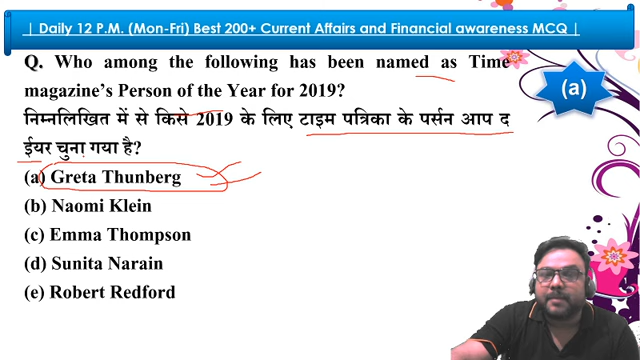 | Daily 12 P.M. (Mon-Fri) Best 200+ Current Affairs and Financial awareness MCQ |
Q. Who among the following has been named as Time
magazine's Person of the Year for 2019?
(a)
निम्नलिखित में से किसे 2019 के लिए टाइम पत्रिका के पर्सन आप द
ईयर चुना गया है?
(a) Greta Thunberg
(b) Naomi Klein
(c) Emma Thompson
(d) Sunita Narain
(e) Robert Redford